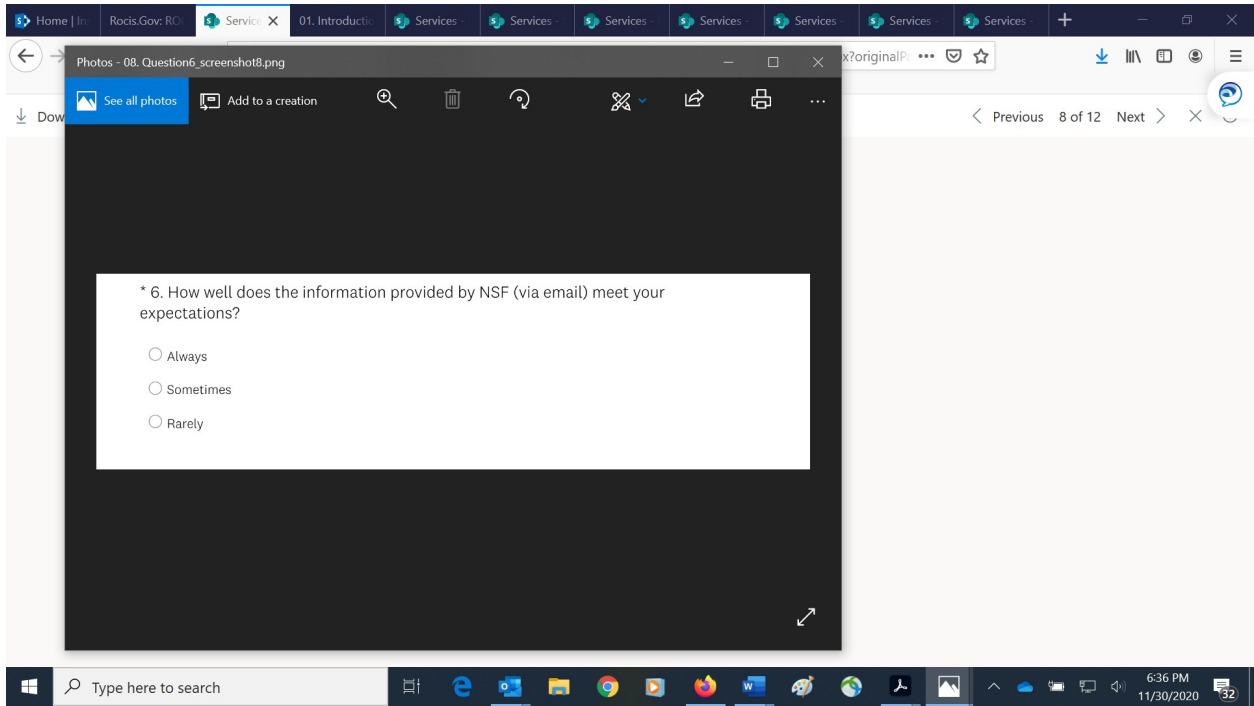 Home | In
Rocis.Gov: RO
Service
01. Introductio
Services -
Services -
Services -
Services -
Services -
Services -
Services -
Photos - 08. Question6_screenshot8.png
x?originalP
See all photos
Add to a creation
Dow
Previous 8 of 12 Next
* 6. How well does the information provided by NSF (via email) meet your
expectations?
Always
Sometimes
Rarely
Type here to search
6:36 PM
11/30/2020
32